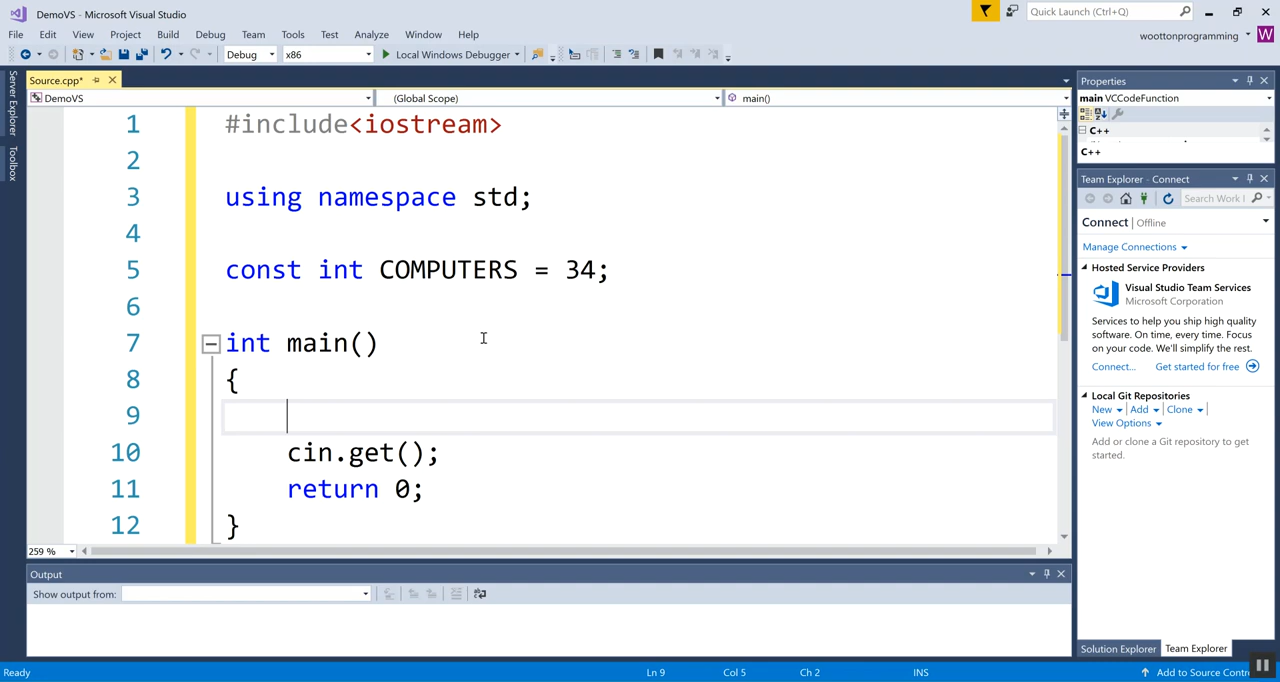 DemoVS - Microsoft Visual Studio
Quick Launch (Ctrl+Q)
File Edit View Project Build Debug Team Tools Test Analyze Window Help
woottonprogramming W
Debug x86 Local Windows Debugger
Server Explorer
Toolbox
Source.cpp*
DemoVS (Global Scope) main()
1 #include<iostream>
2
3 using namespace std;
4
5 const int COMPUTERS = 34;
6
7 int main()
8 {
9
10 cin.get();
11 return 0;
12 }
259 %
Output
Show output from:
Properties
main VCCodeFunction
C++
C++
Team Explorer - Connect
Search Work I
Connect | Offline
Manage Connections
Hosted Service Providers
Visual Studio Team Services
Microsoft Corporation
Services to help you ship high quality
software. On time, every time. Focus
on your code. We'll simplify the rest.
Connect... Get started for free
Local Git Repositories
New Add Clone
View Options
Add or clone a Git repository to get
started.
Solution Explorer Team Explorer
Ready Ln 9 Col 5 Ch 2 INS Add to Source Contr